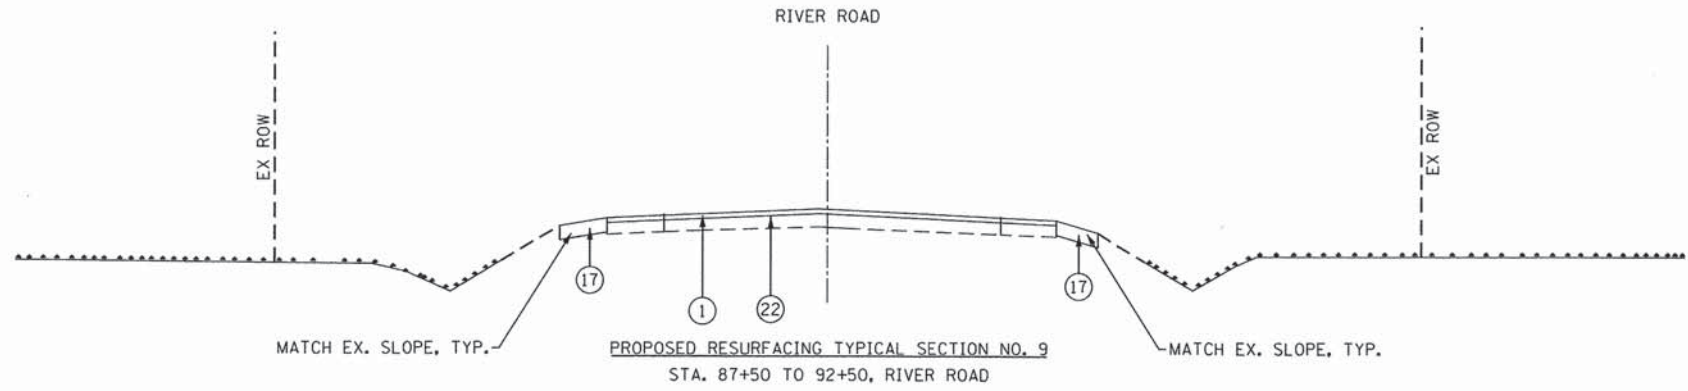 RIVER ROAD
EX ROW
EX ROW
17
1
22
17
MATCH EX. SLOPE, TYP.
MATCH EX. SLOPE, TYP.
PROPOSED RESURFACING TYPICAL SECTION NO. 9
STA. 87+50 TO 92+50, RIVER ROAD